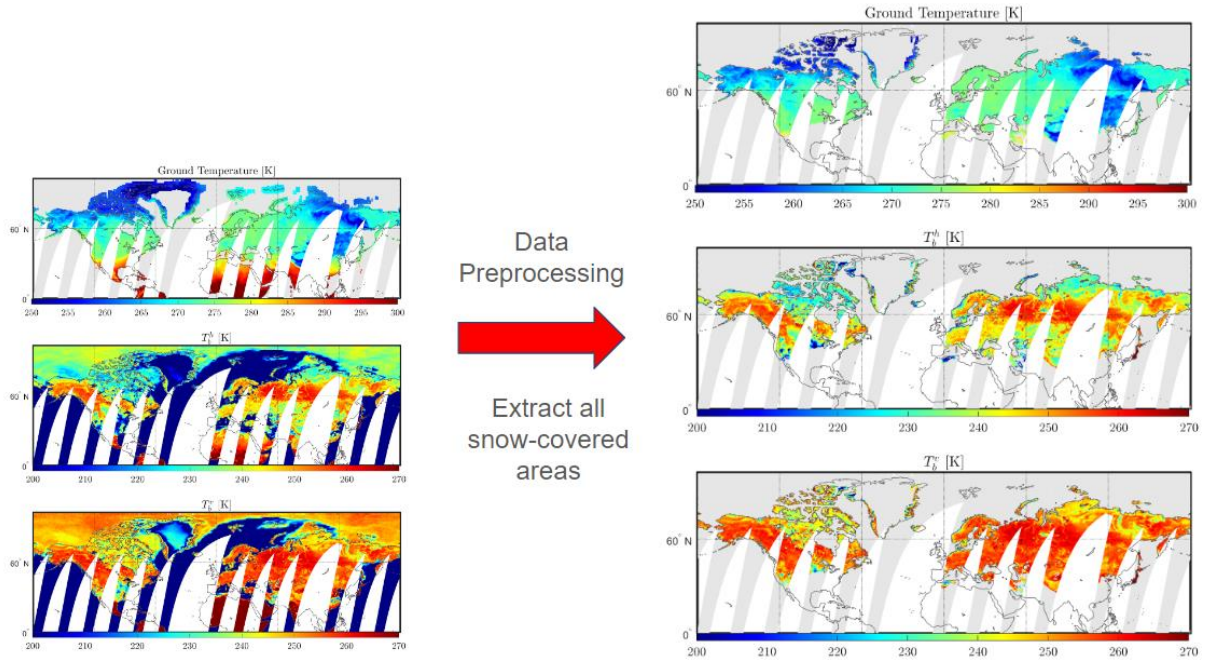 Ground Temperature [K]
60° N
0°
250 255 260 265 270 275 280 285 290 295 300
T_b^h [K]
60° N
0°
200 210 220 230 240 250 260 270
T_b^v [K]
60° N
0°
200 210 220 230 240 250 260 270
Data
Preprocessing
Extract all
snow-covered
areas
Ground Temperature [K]
60° N
0°
250 255 260 265 270 275 280 285 290 295 300
T_b^h [K]
60° N
0°
200 210 220 230 240 250 260 270
T_b^v [K]
60° N
0°
200 210 220 230 240 250 260 270